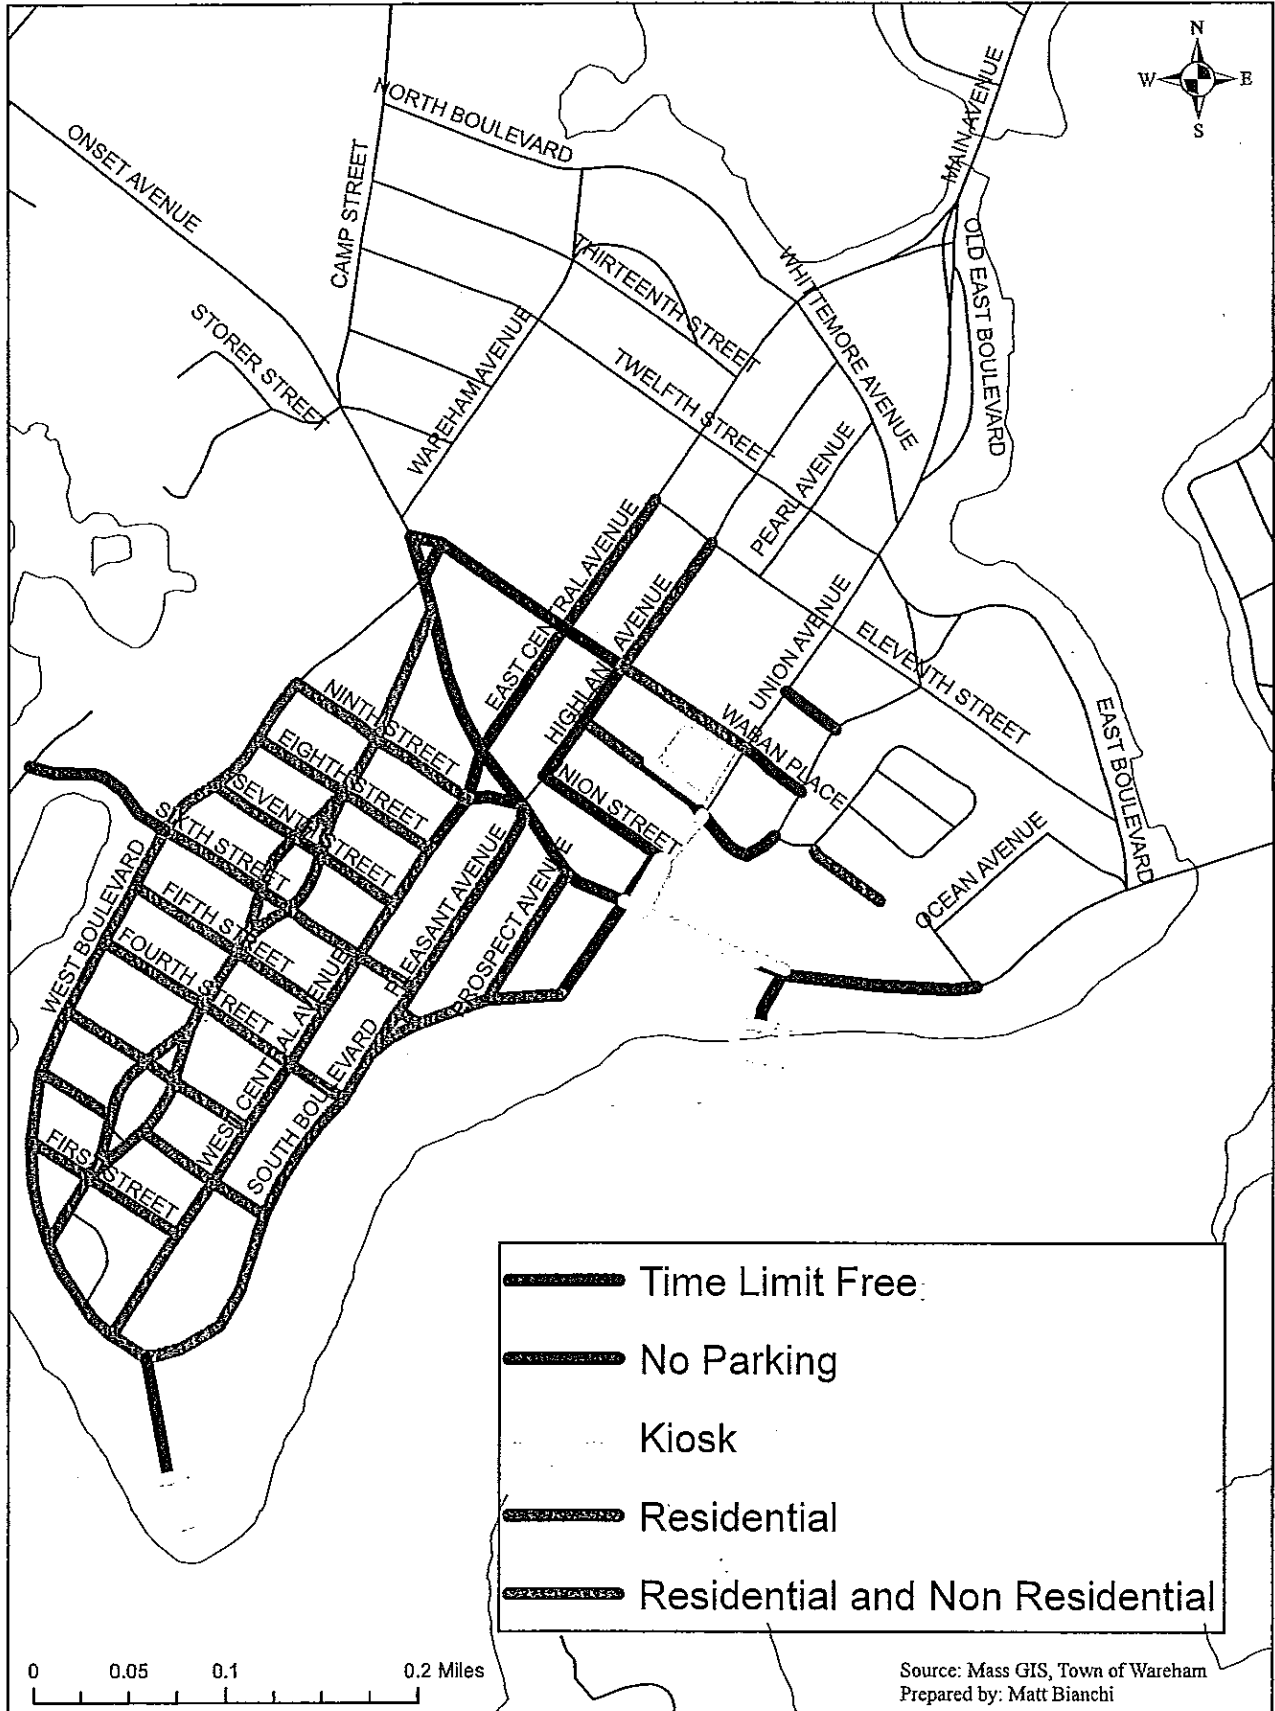 N
W E
S
NORTH BOULEVARD
MAIN AVENUE
ONSET AVENUE
CAMP STREET
OLD EAST BOULEVARD
THIRTEENTH STREET
WHITTEMORE AVENUE
STORER STREET
WAREHAM AVENUE
TWELFTH STREET
PEARL AVENUE
EAST CENTRAL AVENUE
HIGHLAND AVENUE
UNION AVENUE
ELEVENTH STREET
WABAN PLACE
EAST BOULEVARD
NINTH STREET
EIGHTH STREET
SEVENTH STREET
NION STREET
SIXTH STREET
PLEASANT AVENUE
PROSPECT AVENUE
OCEAN AVENUE
FIFTH STREET
WEST BOULEVARD
FOURTH STREET
WEST CENTRAL AVENUE
SOUTH BOULEVARD
FIRST STREET
Time Limit Free
No Parking
Kiosk
Residential
Residential and Non Residential
0 0.05 0.1 0.2 Miles
Source: Mass GIS, Town of Wareham
Prepared by: Matt Bianchi